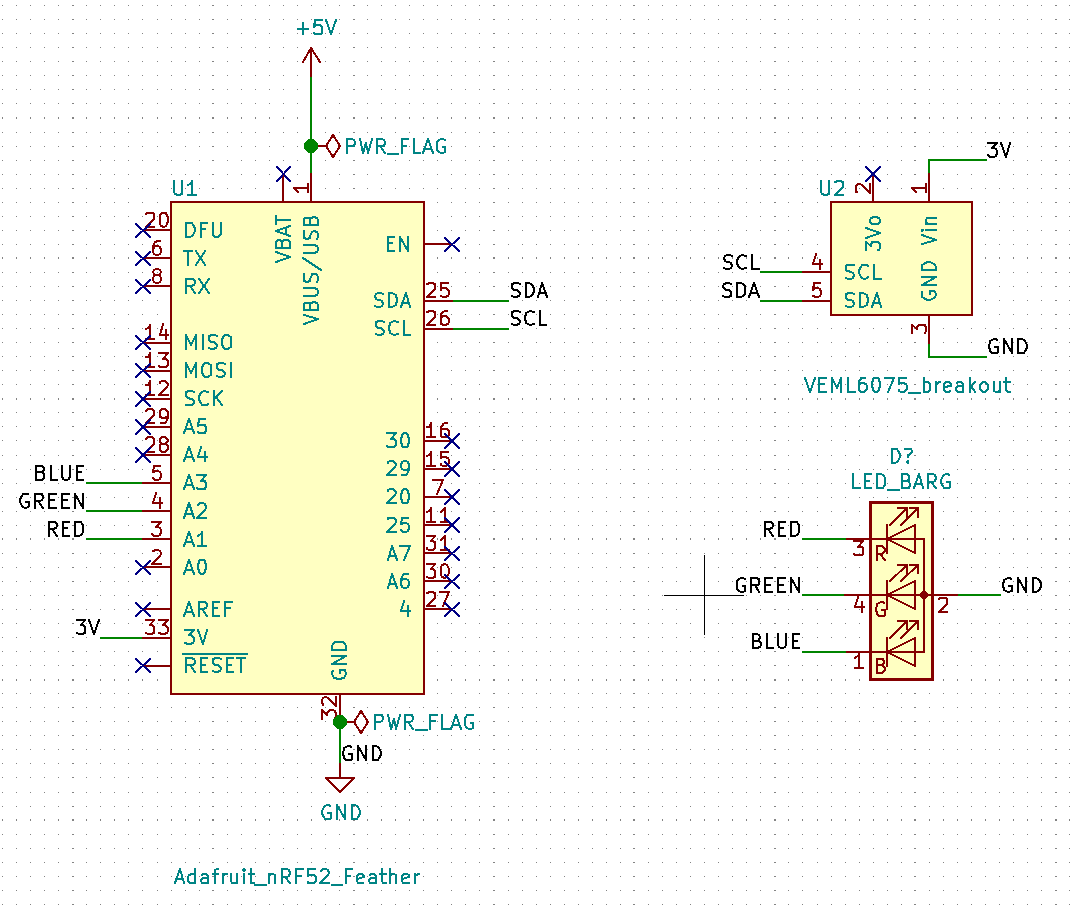 +5V
PWR_FLAG
U1
1
VBAT
VBUS/USB
20 DFU
6 TX
8 RX
14 MISO
13 MOSI
12 SCK
29 A5
28 A4
BLUE 5 A3
GREEN 4 A2
RED 3 A1
2 A0
AREF
3V 33 3V
RESET
EN
SDA 25 SDA
SCL 26 SCL
30 16
29 15
20 7
25 11
A7 31
A6 30
4 27
GND
32
PWR_FLAG
GND
GND
Adafruit_nRF52_Feather
3V
U2 2 1
3Vo Vin
SCL 4 SCL
SDA 5 SDA
GND
3
GND
VEML6075_breakout
D?
LED_BARG
RED 3 R
GREEN 4 G 2 GND
BLUE 1 B